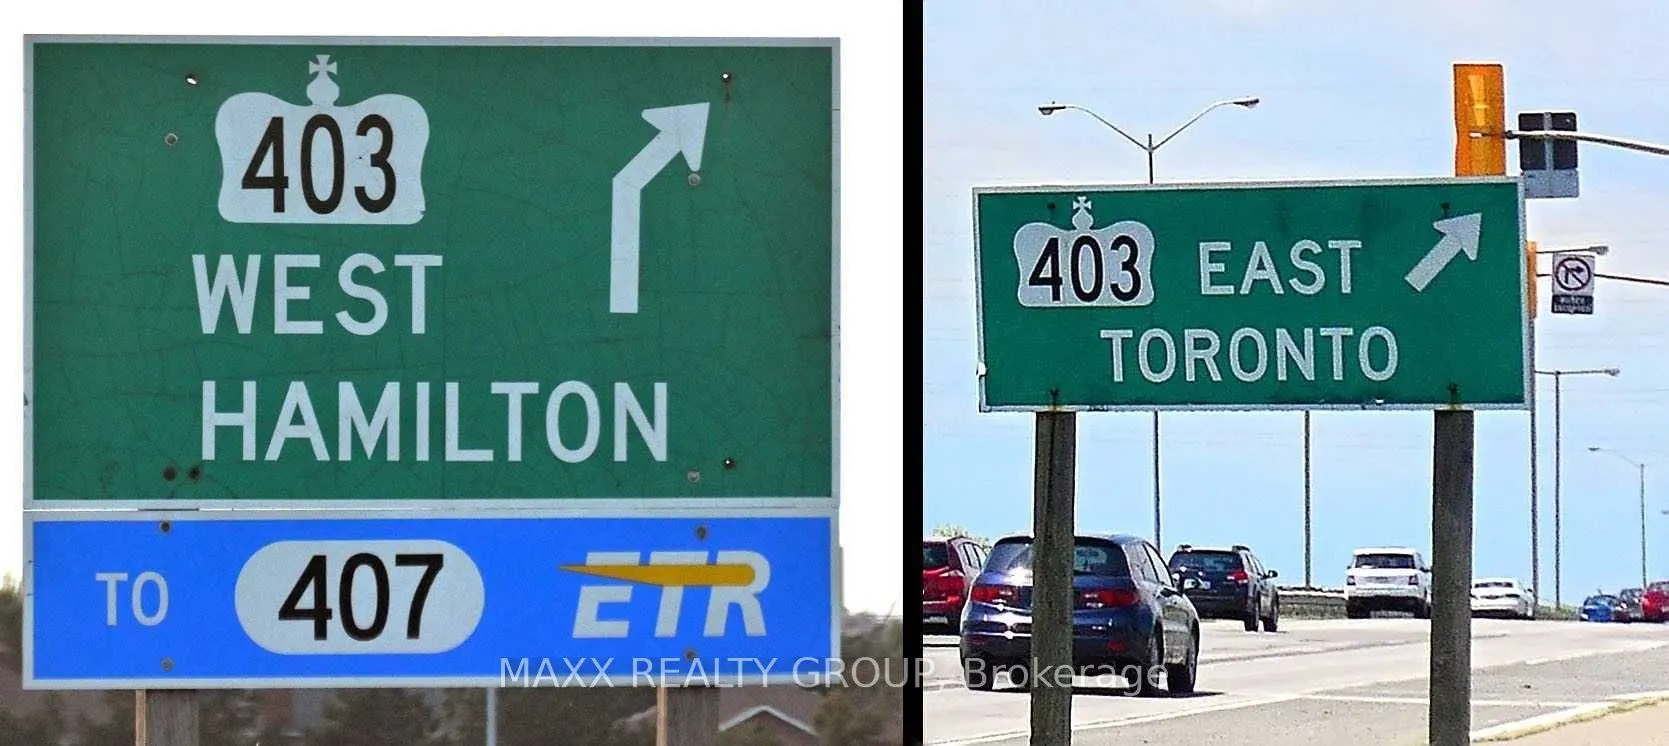 403
WEST
HAMILTON
TO 407 ETR
403 EAST
TORONTO
MAXX REALTY GROUP, Brokerage